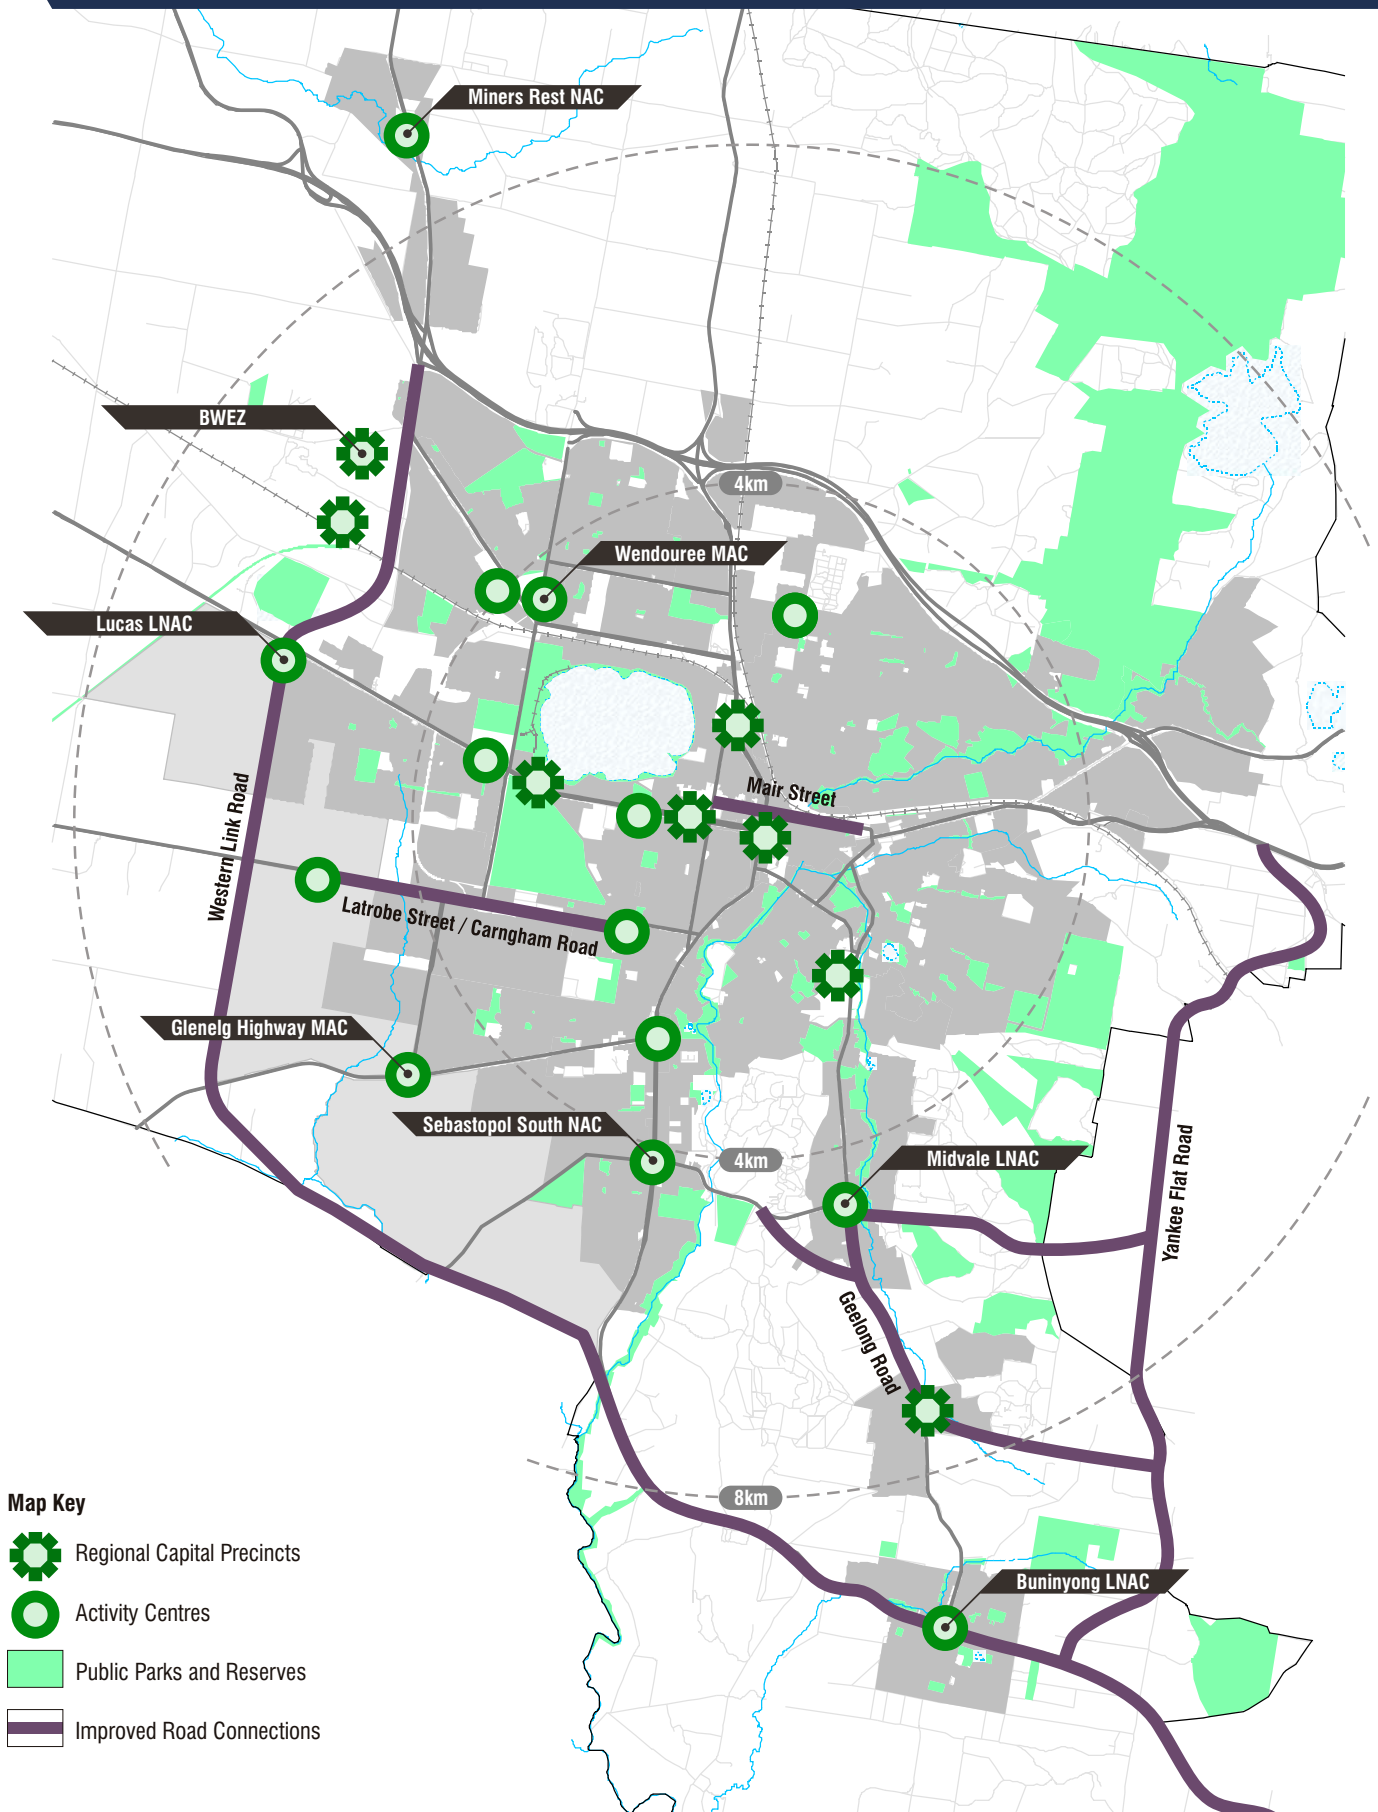 Miners Rest NAC
BWEZ
4km
Wendouree MAC
Lucas LNAC
Mair Street
Western Link Road
Latrobe Street / Carngham Road
Glenelg Highway MAC
Sebastopol South NAC
4km
Midvale LNAC
Yankee Flat Road
Geelong Road
8km
Buninyong LNAC
Map Key
Regional Capital Precincts
Activity Centres
Public Parks and Reserves
Improved Road Connections